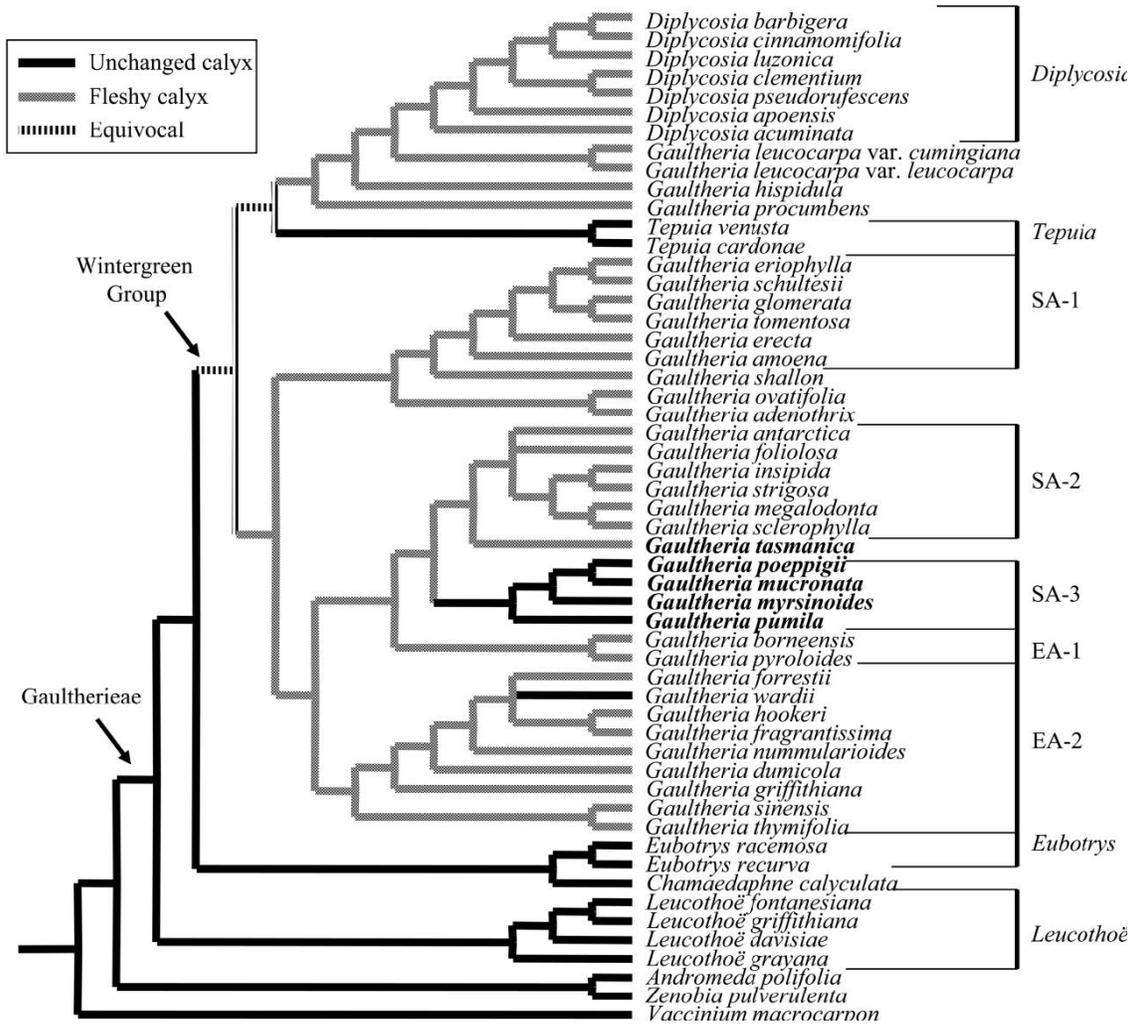 Unchanged calyx
Fleshy calyx
Equivocal
Wintergreen
Group
Gaultherieae
Diplycosia barbigera
Diplycosia cinnamomifolia
Diplycosia luzonica
Diplycosia clementium
Diplycosia pseudorufescens
Diplycosia apoensis
Diplycosia acuminata
Gaultheria leucocarpa var. cumingiana
Gaultheria leucocarpa var. leucocarpa
Gaultheria hispidula
Gaultheria procumbens
Tepuia venusta
Tepuia cardonae
Gaultheria eriophylla
Gaultheria schultesii
Gaultheria glomerata
Gaultheria tomentosa
Gaultheria erecta
Gaultheria amoena
Gaultheria shallon
Gaultheria ovatifolia
Gaultheria adenothrix
Gaultheria antarctica
Gaultheria foliolosa
Gaultheria insipida
Gaultheria strigosa
Gaultheria megalodonta
Gaultheria sclerophylla
Gaultheria tasmanica
Gaultheria poeppigii
Gaultheria mucronata
Gaultheria myrsinoides
Gaultheria pumila
Gaultheria borneensis
Gaultheria pyroloides
Gaultheria forrestii
Gaultheria wardii
Gaultheria hookeri
Gaultheria fragrantissima
Gaultheria nummularioides
Gaultheria dumicola
Gaultheria griffithiana
Gaultheria sinensis
Gaultheria thymifolia
Eubotrys racemosa
Eubotrys recurva
Chamaedaphne calyculata
Leucothoë fontanesiana
Leucothoë griffithiana
Leucothoë davisiae
Leucothoë grayana
Andromeda polifolia
Zenobia pulverulenta
Vaccinium macrocarpon
Diplycosia
Tepuia
SA-1
SA-2
SA-3
EA-1
EA-2
Eubotrys
Leucothoë